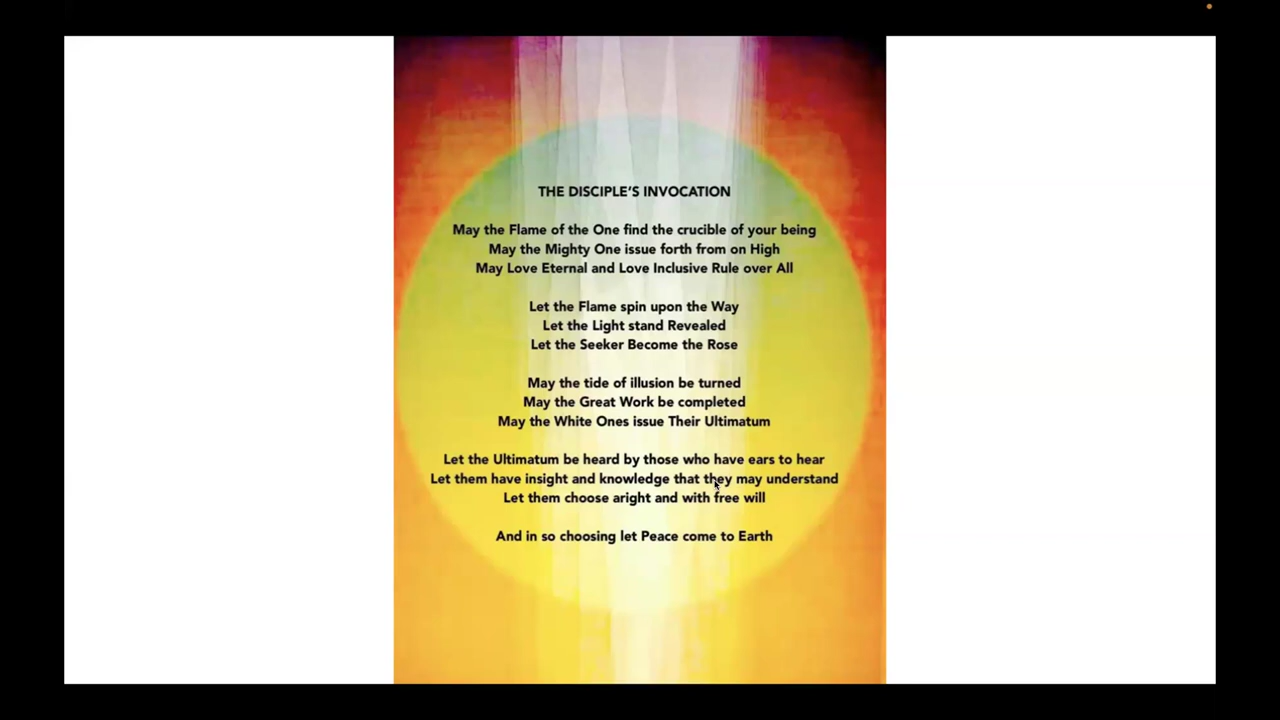 THE DISCIPLE'S INVOCATION
May the Flame of the One find the crucible of your being
May the Mighty One issue forth from on High
May Love Eternal and Love Inclusive Rule over All
Let the Flame spin upon the Way
Let the Light stand Revealed
Let the Seeker Become the Rose
May the tide of illusion be turned
May the Great Work be completed
May the White Ones issue Their Ultimatum
Let the Ultimatum be heard by those who have ears to hear
Let them have insight and knowledge that they may understand
Let them choose aright and with free will
And in so choosing let Peace come to Earth